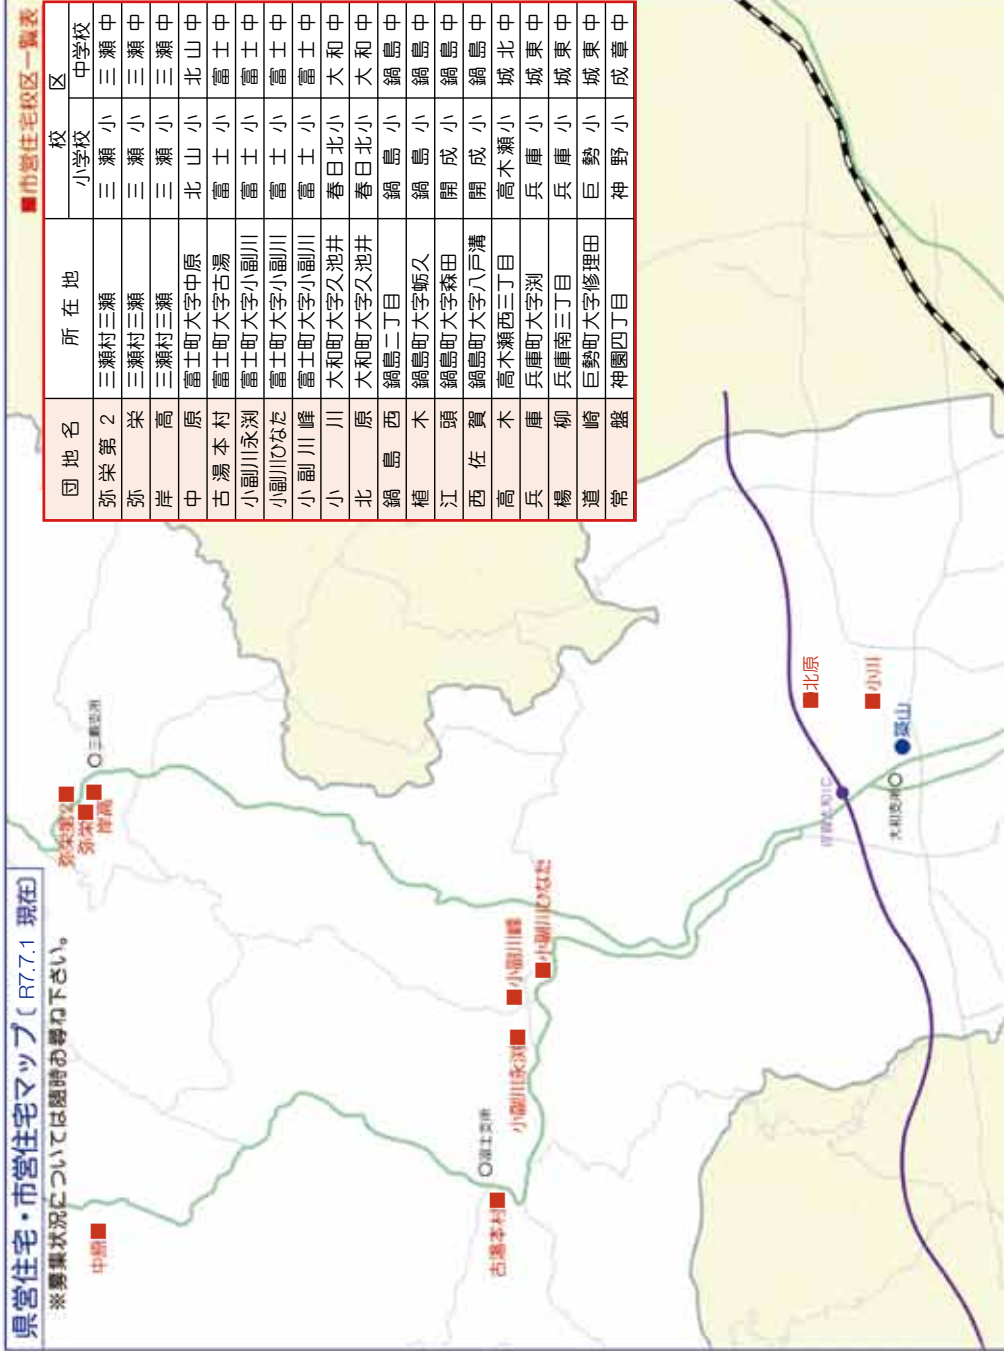 県営住宅・市営住宅マップ（R7.7.1 現在）
※募集状況については随時お尋ね下さい。
■市営住宅校区一覧表
団地名 所在地 校区
小学校 中学校
弥栄第2 三瀬村三瀬 三瀬小 三瀬中
弥栄 三瀬村三瀬 三瀬小 三瀬中
岸高 三瀬村三瀬 三瀬小 三瀬中
中原 富士町大字中原 北山小 北山中
古湯本村 富士町大字古湯 富士小 富士中
小副川永渕 富士町大字小副川 富士小 富士中
小副川ひなた 富士町大字小副川 富士小 富士中
小副川峰 富士町大字小副川 富士小 富士中
小川 大和町大字久池井 春日北小 大和中
北原 大和町大字久池井 春日北小 大和中
鍋島西 鍋島二丁目 鍋島小 鍋島中
植木 鍋島町大字蛎久 鍋島小 鍋島中
江頭 鍋島町大字森田 開成小 鍋島中
西佐賀 鍋島町大字八戸溝 開成小 鍋島中
高木 高木瀬西三丁目 高木瀬小 城北中
兵庫 兵庫町大字渕 兵庫小 城東中
楊柳 兵庫南三丁目 兵庫小 城東中
道崎 巨勢町大字修理田 巨勢小 城東中
常盤 神園四丁目 神野小 成章中
弥栄第2
弥栄
岸高
三瀬支所
中原
古湯本村
富士支所
小副川永渕
小副川峰
小副川ひなた
北原
小川
築山
大和支所
佐賀大和IC